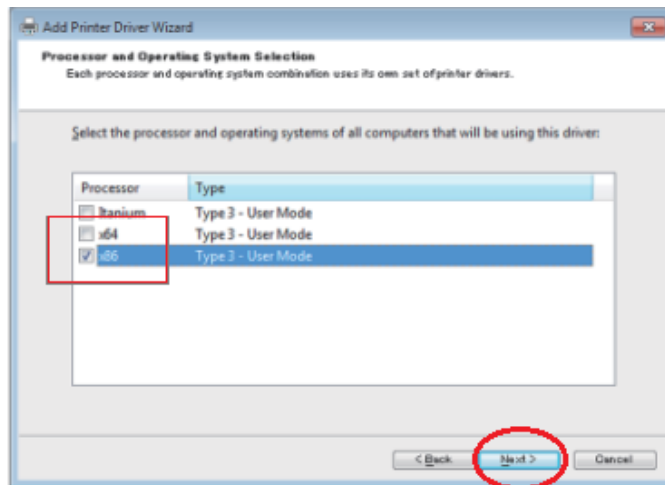 Add Printer Driver Wizard
Processor and Operating System Selection
Each processor and operating system combination uses its own set of printer drivers.
Select the processor and operating systems of all computers that will be using this driver:
Processor Type
Itanium Type 3 - User Mode
x64 Type 3 - User Mode
x86 Type 3 - User Mode
< Back Next > Cancel